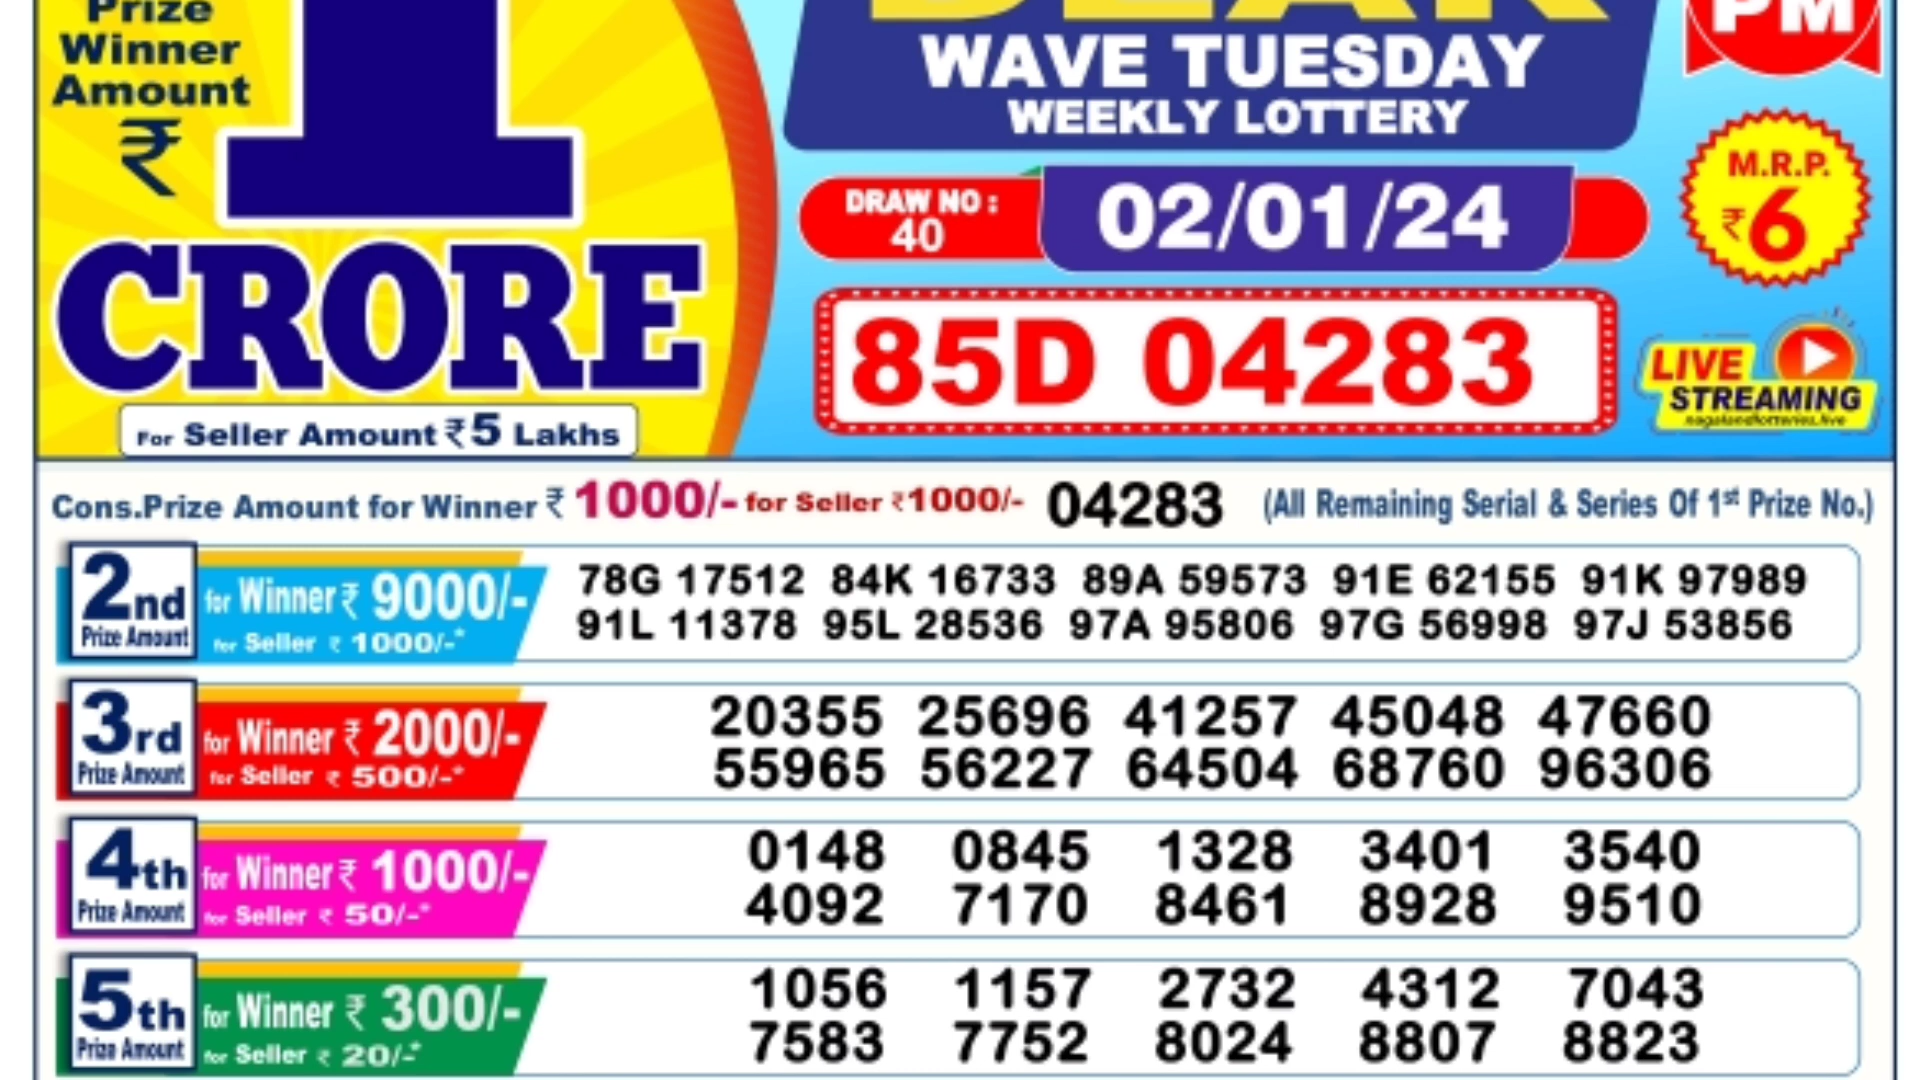 Prize
Winner
Amount
₹
1
CRORE
For Seller Amount ₹5 Lakhs
DEAR
WAVE TUESDAY
WEEKLY LOTTERY
PM
DRAW NO :
40
02/01/24
M.R.P.
₹6
85D 04283
LIVE
STREAMING
nagalandlotteries.live
Cons.Prize Amount for Winner ₹ 1000/- for Seller ₹1000/- 04283 (All Remaining Serial & Series Of 1st Prize No.)
2nd
Prize Amount
for Winner ₹ 9000/-
for Seller ₹ 1000/-*
78G 17512 84K 16733 89A 59573 91E 62155 91K 97989
91L 11378 95L 28536 97A 95806 97G 56998 97J 53856
3rd
Prize Amount
for Winner ₹ 2000/-
for Seller ₹ 500/-*
20355 25696 41257 45048 47660
55965 56227 64504 68760 96306
4th
Prize Amount
for Winner ₹ 1000/-
for Seller ₹ 50/-*
0148 0845 1328 3401 3540
4092 7170 8461 8928 9510
5th
Prize Amount
for Winner ₹ 300/-
for Seller ₹ 20/-*
1056 1157 2732 4312 7043
7583 7752 8024 8807 8823